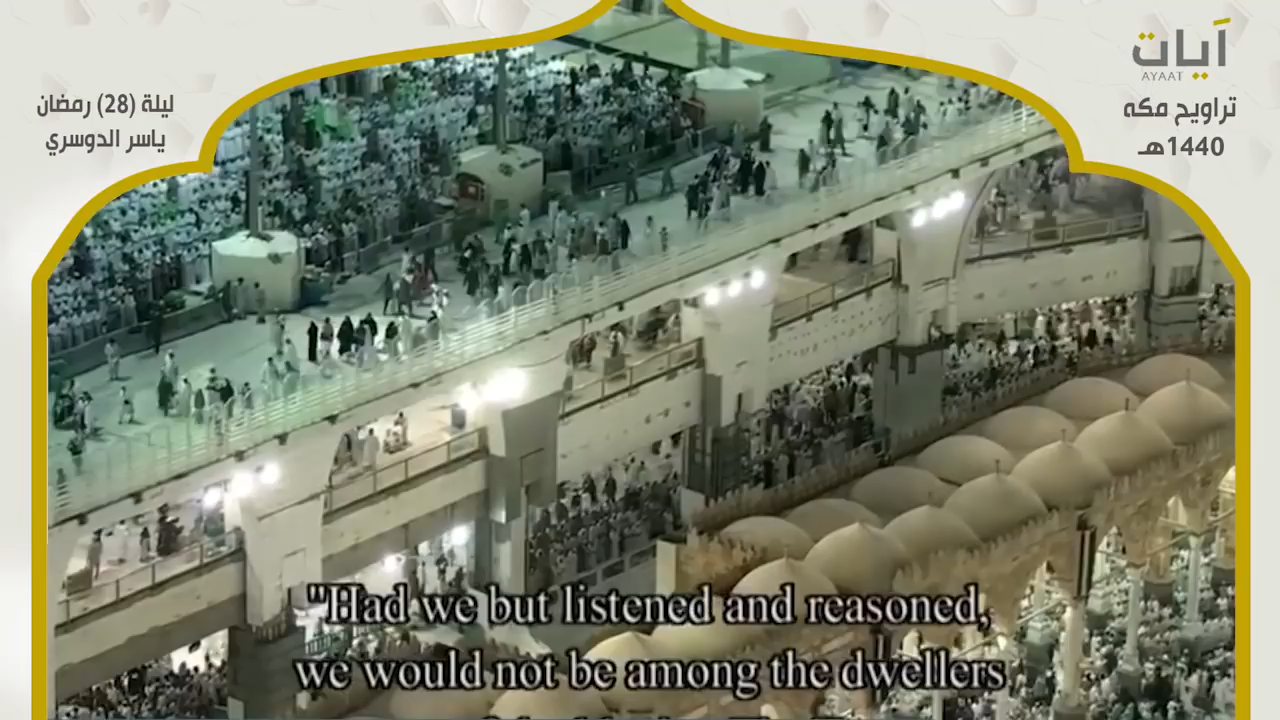 آيات
AYAAT
تراويح مكه
1440هـ
ليلة (28) رمضان
ياسر الدوسري
"Had we but listened and reasoned,
we would not be among the dwellers